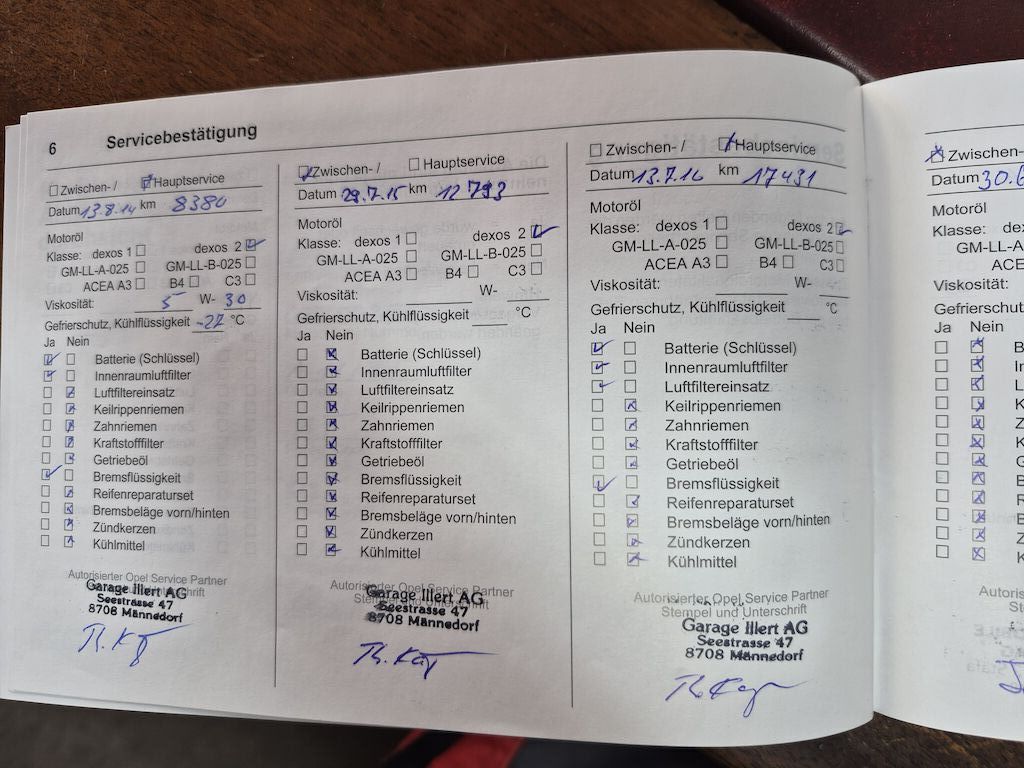 6 Servicebestätigung
Zwischen- / Hauptservice
Datum 13.8.14 km 8380
Motoröl
Klasse: dexos 1 dexos 2
GM-LL-A-025 GM-LL-B-025
ACEA A3 B4 C3
Viskosität: 5 W- 30
Gefrierschutz, Kühlflüssigkeit -27 °C
Ja Nein
Batterie (Schlüssel)
Innenraumluftfilter
Luftfiltereinsatz
Keilrippenriemen
Zahnriemen
Kraftstofffilter
Getriebeöl
Bremsflüssigkeit
Reifenreparaturset
Bremsbeläge vorn/hinten
Zündkerzen
Kühlmittel
Autorisierter Opel Service Partner
Garage Illert AG
Seestrasse 47
8708 Männedorf
Zwischen- / Hauptservice
Datum 29.7.15 km 12793
Motoröl
Klasse: dexos 1 dexos 2
GM-LL-A-025 GM-LL-B-025
ACEA A3 B4 C3
Viskosität: W-
Gefrierschutz, Kühlflüssigkeit °C
Ja Nein
Batterie (Schlüssel)
Innenraumluftfilter
Luftfiltereinsatz
Keilrippenriemen
Zahnriemen
Kraftstofffilter
Getriebeöl
Bremsflüssigkeit
Reifenreparaturset
Bremsbeläge vorn/hinten
Zündkerzen
Kühlmittel
Autorisierter Opel Service Partner
Garage Illert AG
Seestrasse 47
8708 Männedorf
Zwischen- / Hauptservice
Datum 13.7.16 km 17431
Motoröl
Klasse: dexos 1 dexos 2
GM-LL-A-025 GM-LL-B-025
ACEA A3 B4 C3
Viskosität: W-
Gefrierschutz, Kühlflüssigkeit °C
Ja Nein
Batterie (Schlüssel)
Innenraumluftfilter
Luftfiltereinsatz
Keilrippenriemen
Zahnriemen
Kraftstofffilter
Getriebeöl
Bremsflüssigkeit
Reifenreparaturset
Bremsbeläge vorn/hinten
Zündkerzen
Kühlmittel
Autorisierter Opel Service Partner
Stempel und Unterschrift
Garage Illert AG
Seestrasse 47
8708 Männedorf
Zwischen-
Datum 30.6
Motoröl
Klasse: de
GM-LL-A
ACE
Viskosität:
Gefrierschutz
Ja Nein
B
I
L
K
Z
K
G
B
R
B
Z
K
Autorisierter
St